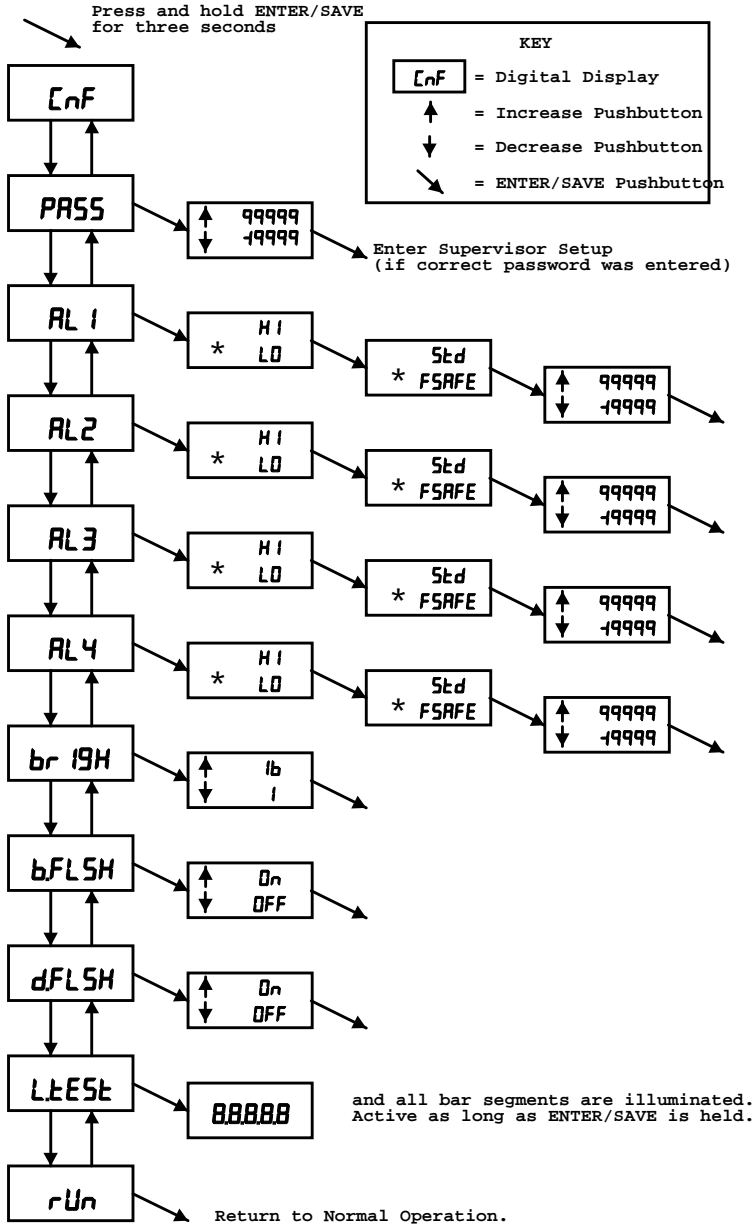 Press and hold ENTER/SAVE
for three seconds
KEY
CnF = Digital Display
= Increase Pushbutton
= Decrease Pushbutton
= ENTER/SAVE Pushbutton
CnF
PASS
99999
-19999
Enter Supervisor Setup
(if correct password was entered)
AL1
HI
* LO
Std
* FSAFE
99999
-19999
AL2
HI
* LO
Std
* FSAFE
99999
-19999
AL3
HI
* LO
Std
* FSAFE
99999
-19999
AL4
HI
* LO
Std
* FSAFE
99999
-19999
br19H
16
1
b.FLSH
On
OFF
d.FLSH
On
OFF
L.tESt
8.8.8.8.8
and all bar segments are illuminated.
Active as long as ENTER/SAVE is held.
rUn
Return to Normal Operation.